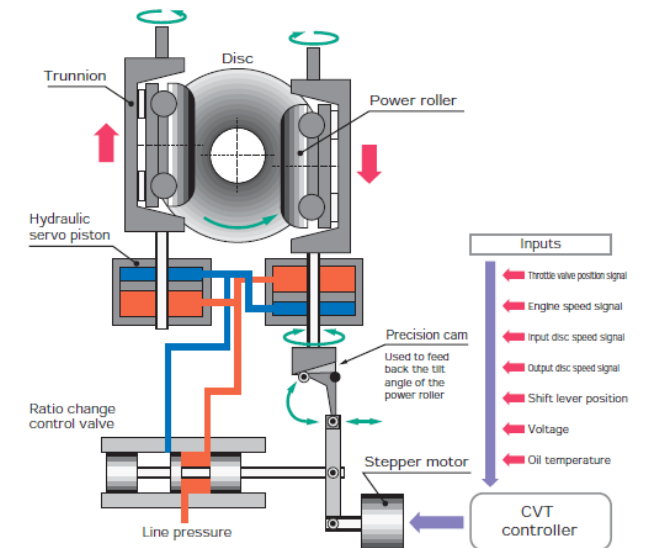 Disc
Trunnion
Power roller
Hydraulic
servo piston
Inputs
Throttle valve position signal
Engine speed signal
Input disc speed signal
Output disc speed signal
Shift lever position
Voltage
Oil temperature
Precision cam
Used to feed
back the tilt
angle of the
power roller
Ratio change
control valve
Stepper motor
Line pressure
CVT
controller